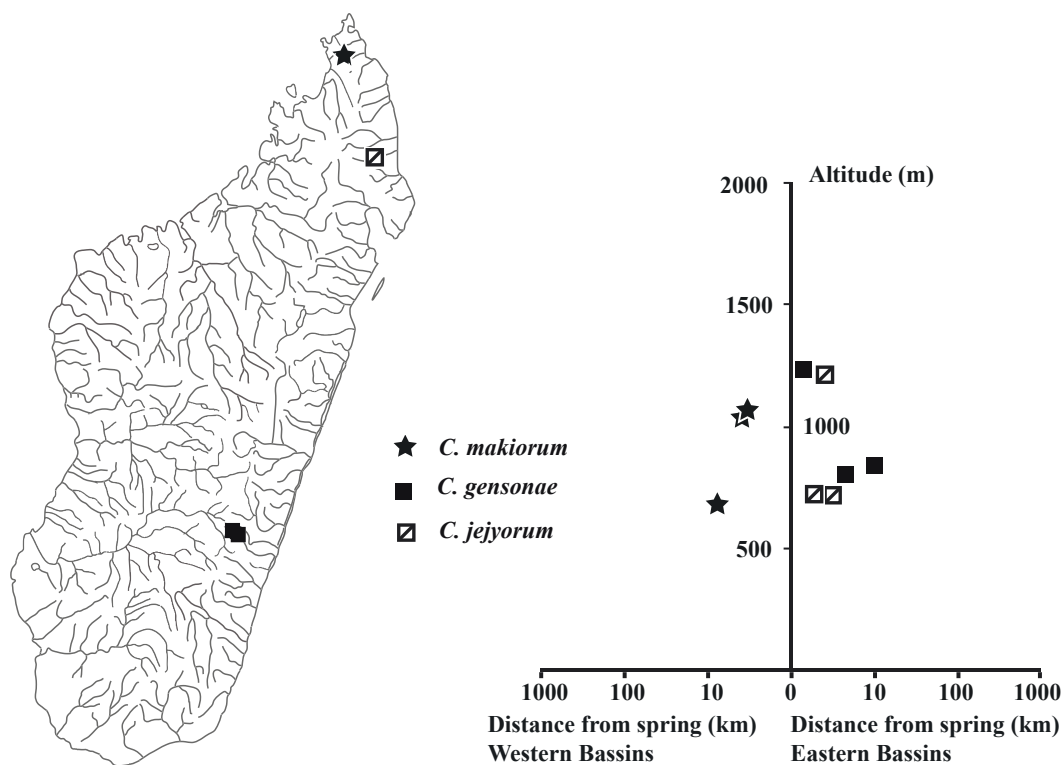 C. makiorum
C. gensonae
C. jejyorum
Altitude (m)
2000
1500
1000
500
1000 100 10 0 10 100 1000
Distance from spring (km) Distance from spring (km)
Western Bassins Eastern Bassins